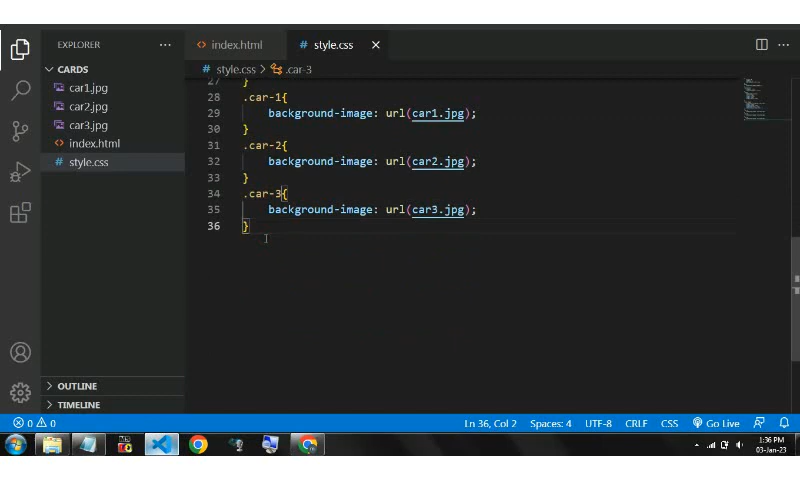 EXPLORER
index.html
style.css
CARDS
style.css > .car-3
car1.jpg
car2.jpg
car3.jpg
index.html
style.css
27 }
28 .car-1{
29 background-image: url(car1.jpg);
30 }
31 .car-2{
32 background-image: url(car2.jpg);
33 }
34 .car-3{
35 background-image: url(car3.jpg);
36 }
OUTLINE
TIMELINE
0 0 Ln 36, Col 2 Spaces: 4 UTF-8 CRLF CSS Go Live
1:36 PM
03-Jan-23